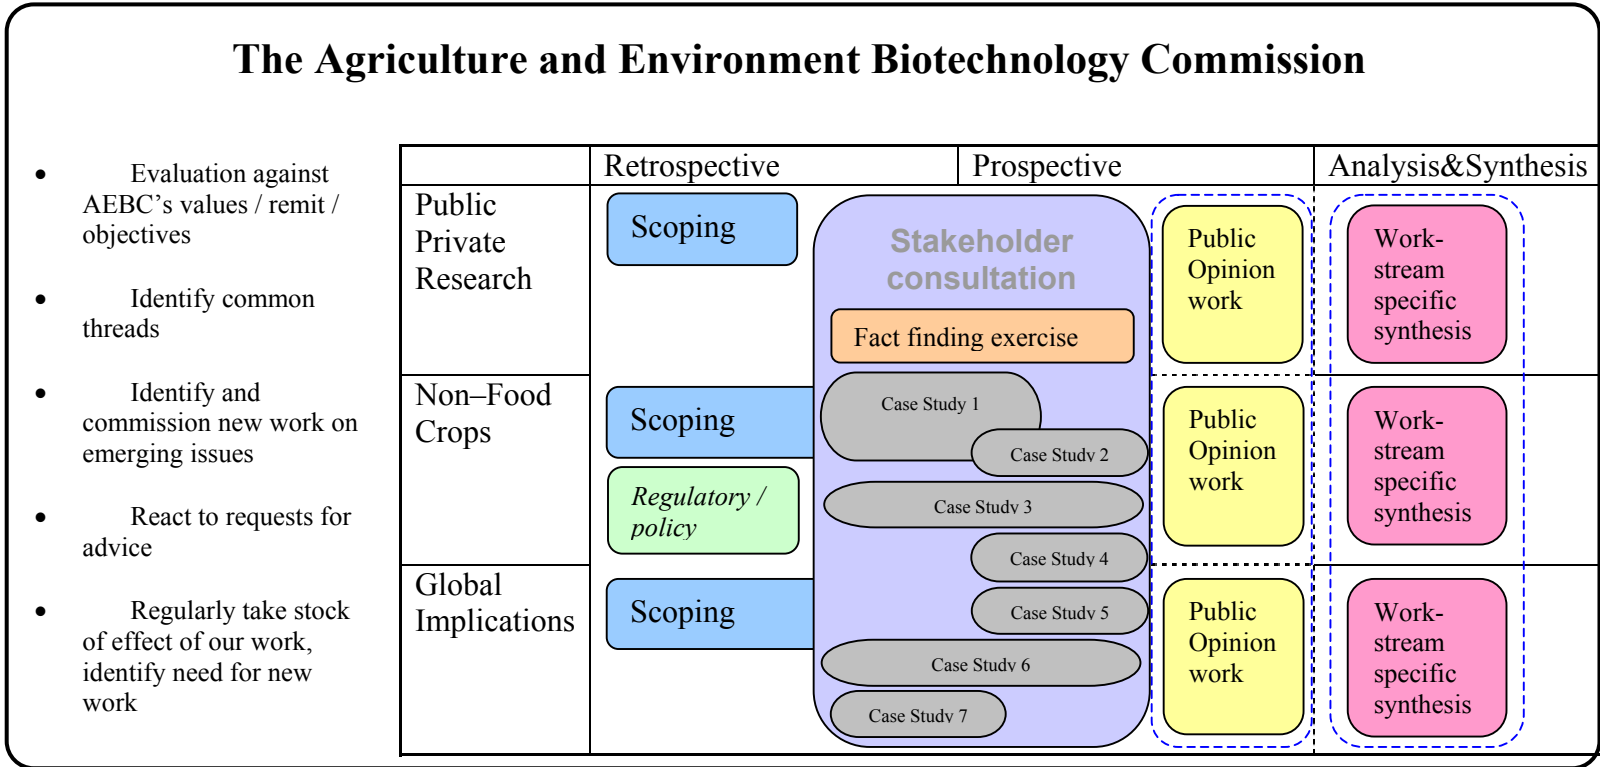 The Agriculture and Environment Biotechnology Commission
• Evaluation against
AEBC’s values / remit /
objectives
• Identify common
threads
• Identify and
commission new work on
emerging issues
• React to requests for
advice
• Regularly take stock
of effect of our work,
identify need for new
work
Retrospective
Prospective
Analysis&Synthesis
Public
Private
Research
Scoping
Stakeholder
consultation
Fact finding exercise
Public
Opinion
work
Work-
stream
specific
synthesis
Non–Food
Crops
Scoping
Regulatory /
policy
Case Study 1
Case Study 2
Case Study 3
Case Study 4
Public
Opinion
work
Work-
stream
specific
synthesis
Global
Implications
Scoping
Case Study 5
Case Study 6
Case Study 7
Public
Opinion
work
Work-
stream
specific
synthesis